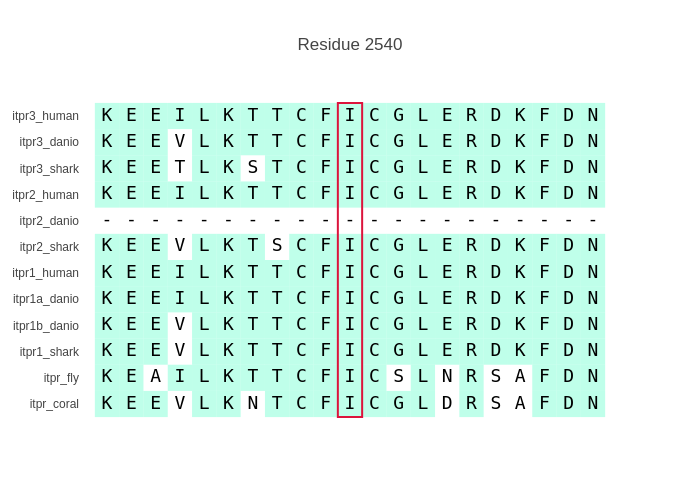 Residue 2540
itpr3_human K E E I L K T T C F I C G L E R D K F D N
itpr3_danio K E E V L K T T C F I C G L E R D K F D N
itpr3_shark K E E T L K S T C F I C G L E R D K F D N
itpr2_human K E E I L K T T C F I C G L E R D K F D N
itpr2_danio - - - - - - - - - - - - - - - - - - - - -
itpr2_shark K E E V L K T S C F I C G L E R D K F D N
itpr1_human K E E I L K T T C F I C G L E R D K F D N
itpr1a_danio K E E I L K T T C F I C G L E R D K F D N
itpr1b_danio K E E V L K T T C F I C G L E R D K F D N
itpr1_shark K E E V L K T T C F I C G L E R D K F D N
itpr_fly K E A I L K T T C F I C S L N R S A F D N
itpr_coral K E E V L K N T C F I C G L D R S A F D N